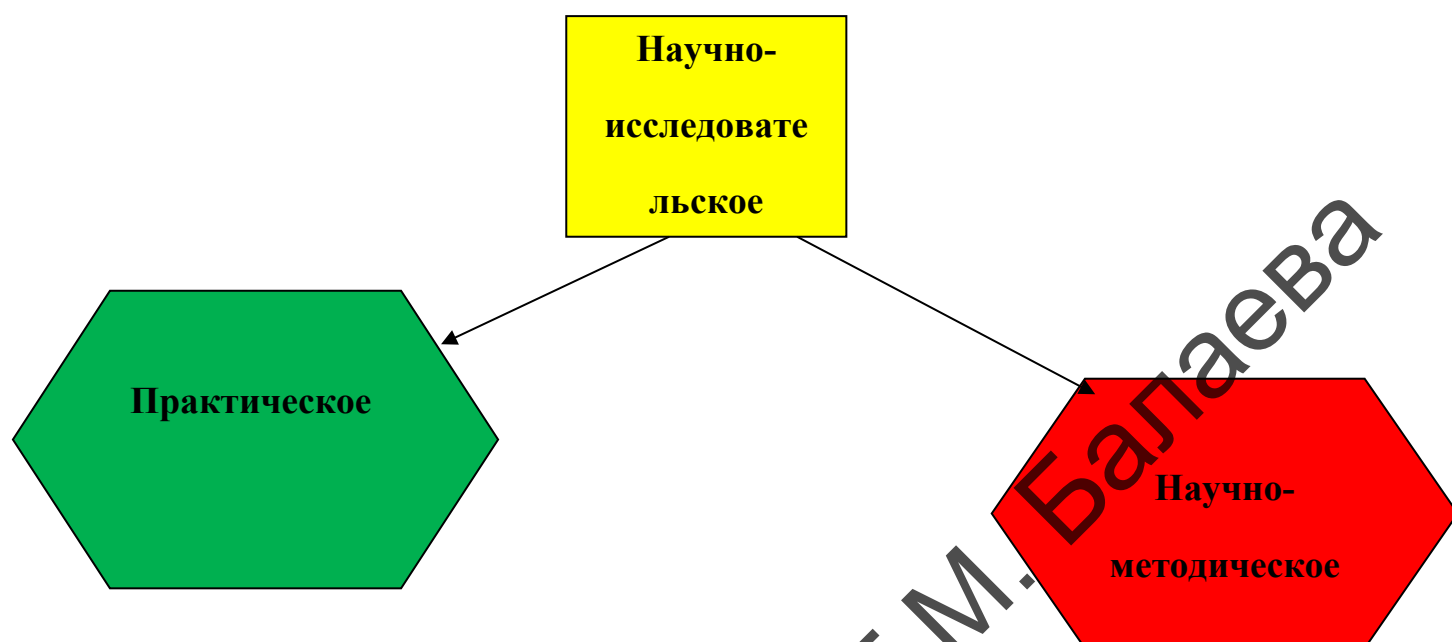 Научно-
исследовате
льское
Практическое
Научно-
методическое
М. Балаева